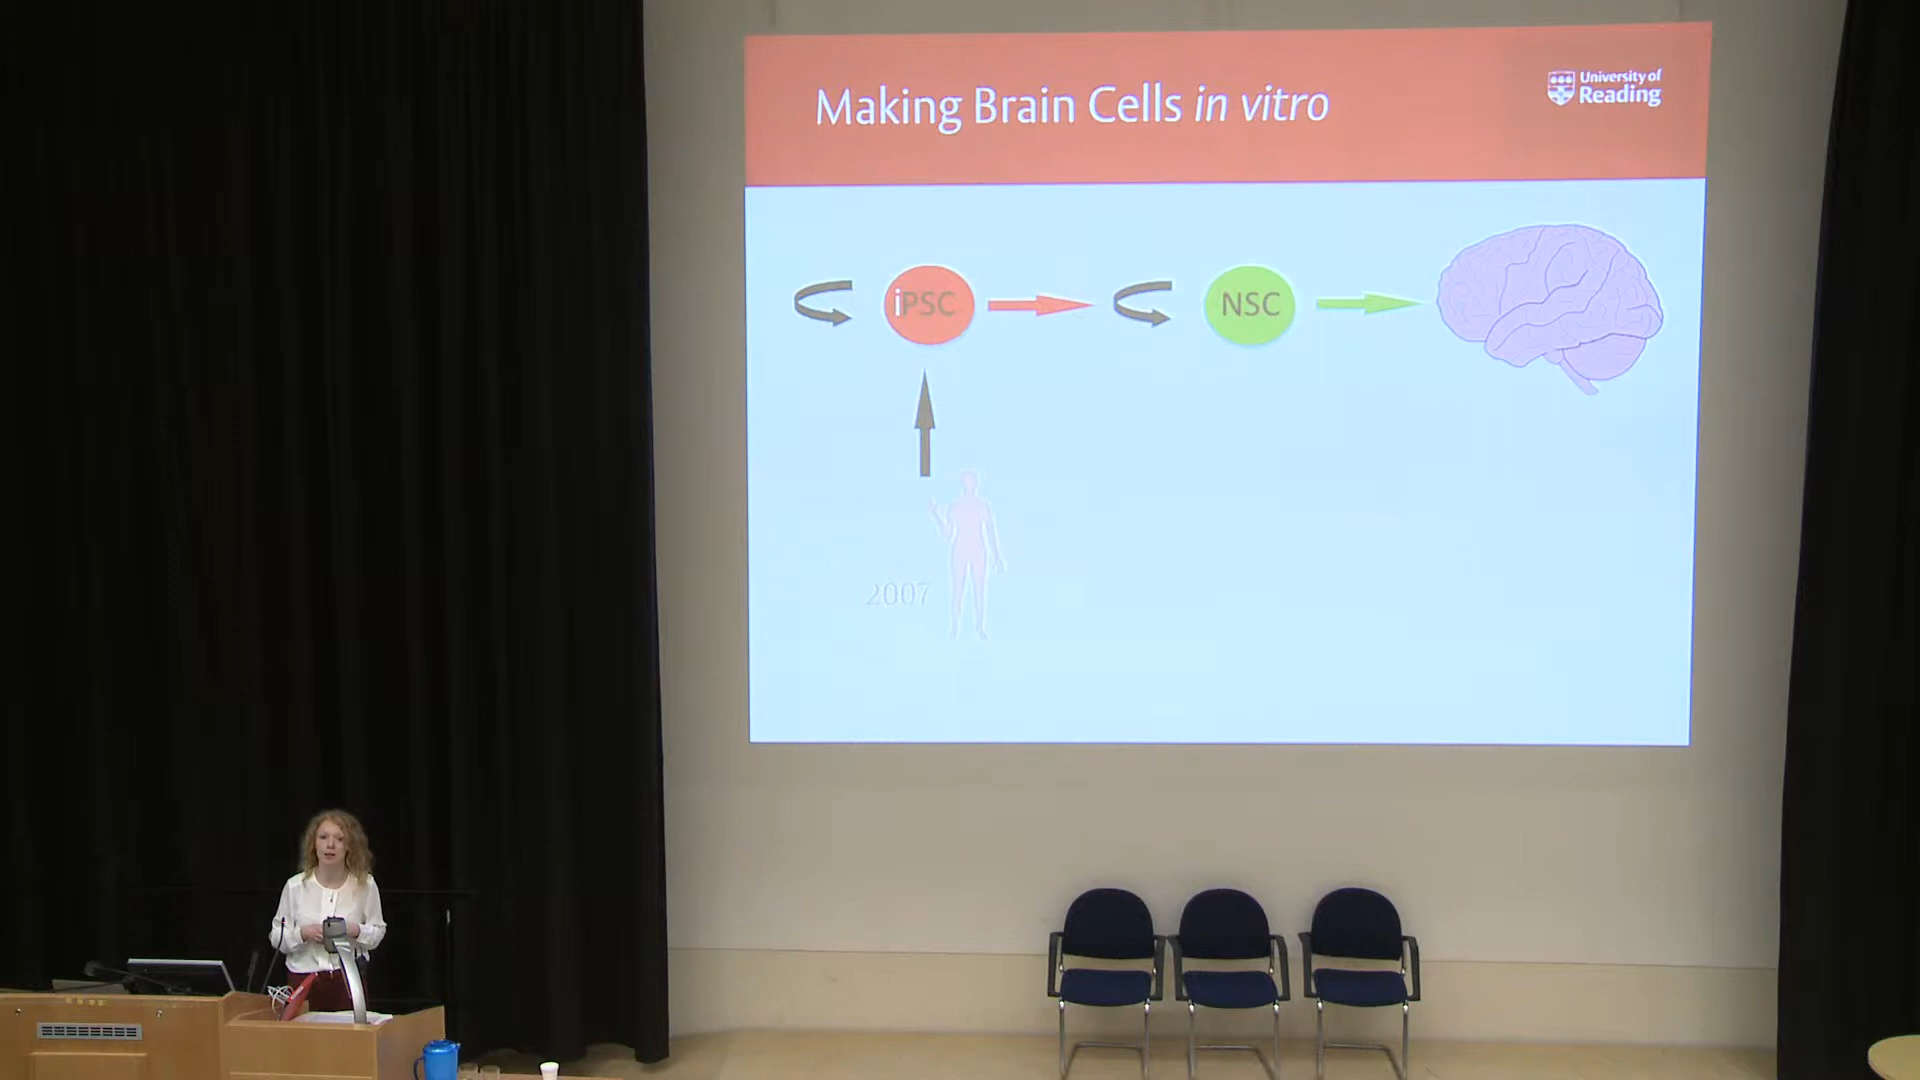 Making Brain Cells in vitro
University of
Reading
iPSC
NSC
2007